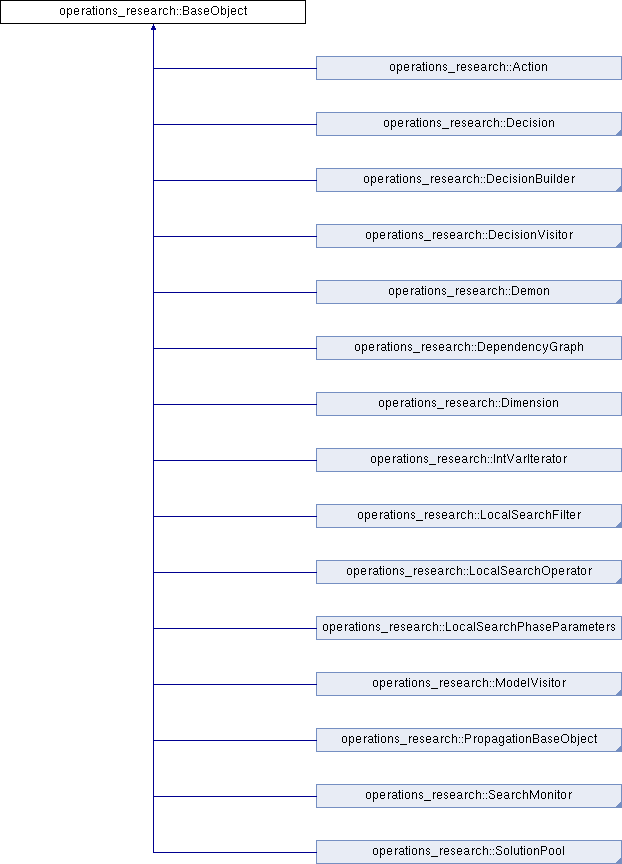 operations_research::BaseObject
operations_research::Action
operations_research::Decision
operations_research::DecisionBuilder
operations_research::DecisionVisitor
operations_research::Demon
operations_research::DependencyGraph
operations_research::Dimension
operations_research::IntVarIterator
operations_research::LocalSearchFilter
operations_research::LocalSearchOperator
operations_research::LocalSearchPhaseParameters
operations_research::ModelVisitor
operations_research::PropagationBaseObject
operations_research::SearchMonitor
operations_research::SolutionPool